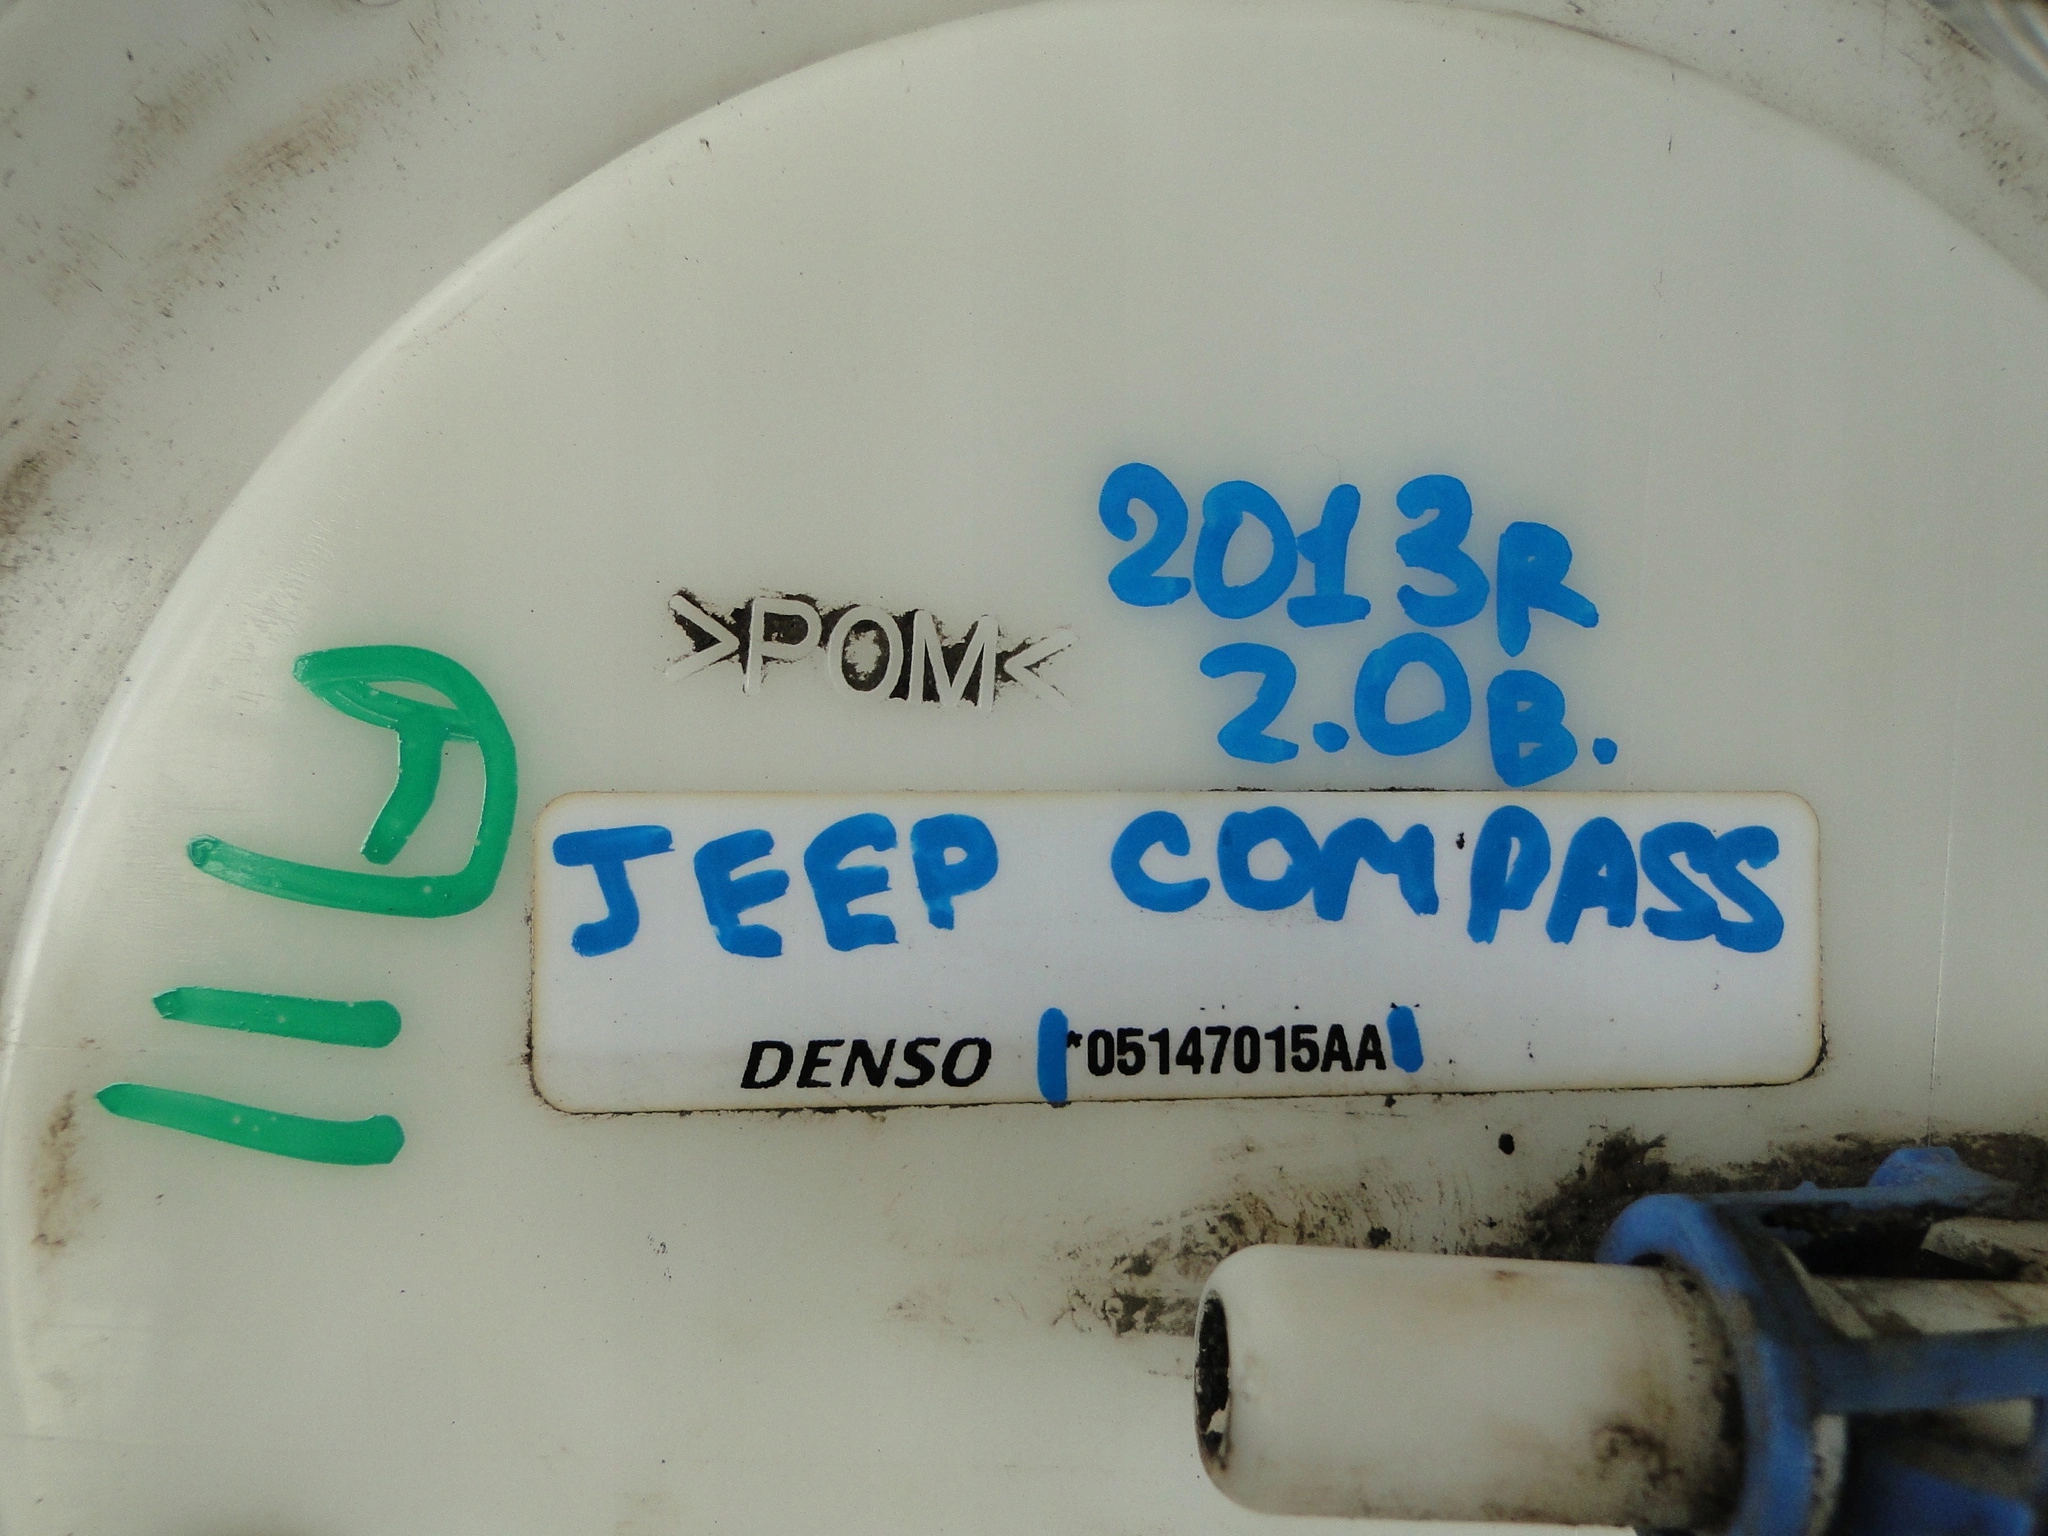 2013R
>POM<
2.0B.
JEEP COMPASS
DENSO *05147015AA